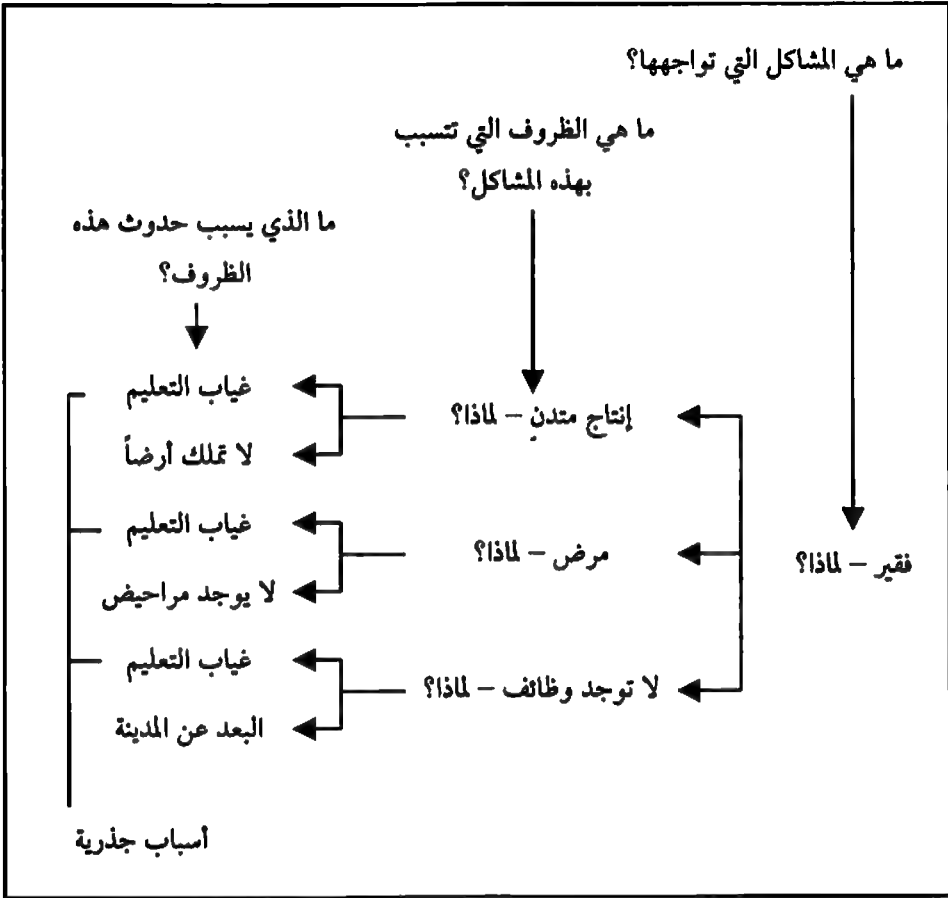 ما هي المشاكل التي تواجهها؟
ما هي الظروف التي تتسبب
بهذه المشاكل؟
ما الذي يسبب حدوث هذه
الظروف؟
فقير – لماذا؟
إنتاج متدنٍ – لماذا؟
مرض – لماذا؟
لا توجد وظائف – لماذا؟
غياب التعليم
لا تملك أرضاً
غياب التعليم
لا يوجد مراحيض
غياب التعليم
البعد عن المدينة
أسباب جذرية